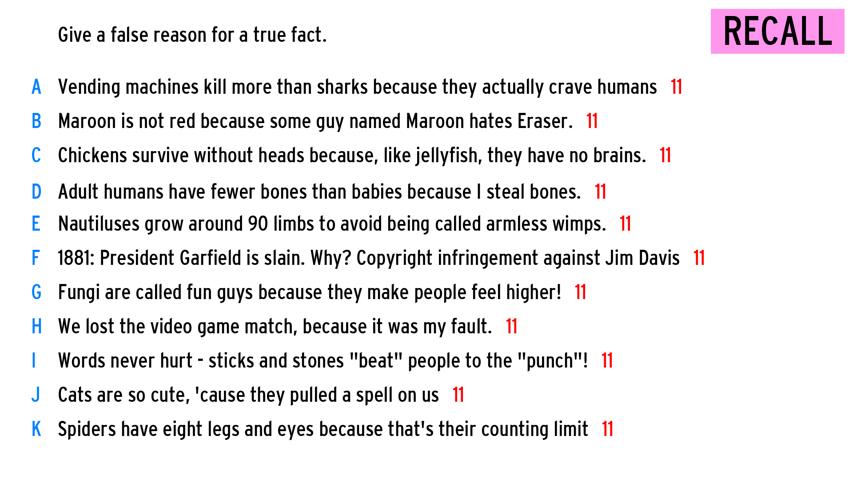 Give a false reason for a true fact.
RECALL
A Vending machines kill more than sharks because they actually crave humans 11
B Maroon is not red because some guy named Maroon hates Eraser. 11
C Chickens survive without heads because, like jellyfish, they have no brains. 11
D Adult humans have fewer bones than babies because I steal bones. 11
E Nautiluses grow around 90 limbs to avoid being called armless wimps. 11
F 1881: President Garfield is slain. Why? Copyright infringement against Jim Davis 11
G Fungi are called fun guys because they make people feel higher! 11
H We lost the video game match, because it was my fault. 11
I Words never hurt - sticks and stones "beat" people to the "punch"! 11
J Cats are so cute, 'cause they pulled a spell on us 11
K Spiders have eight legs and eyes because that's their counting limit 11